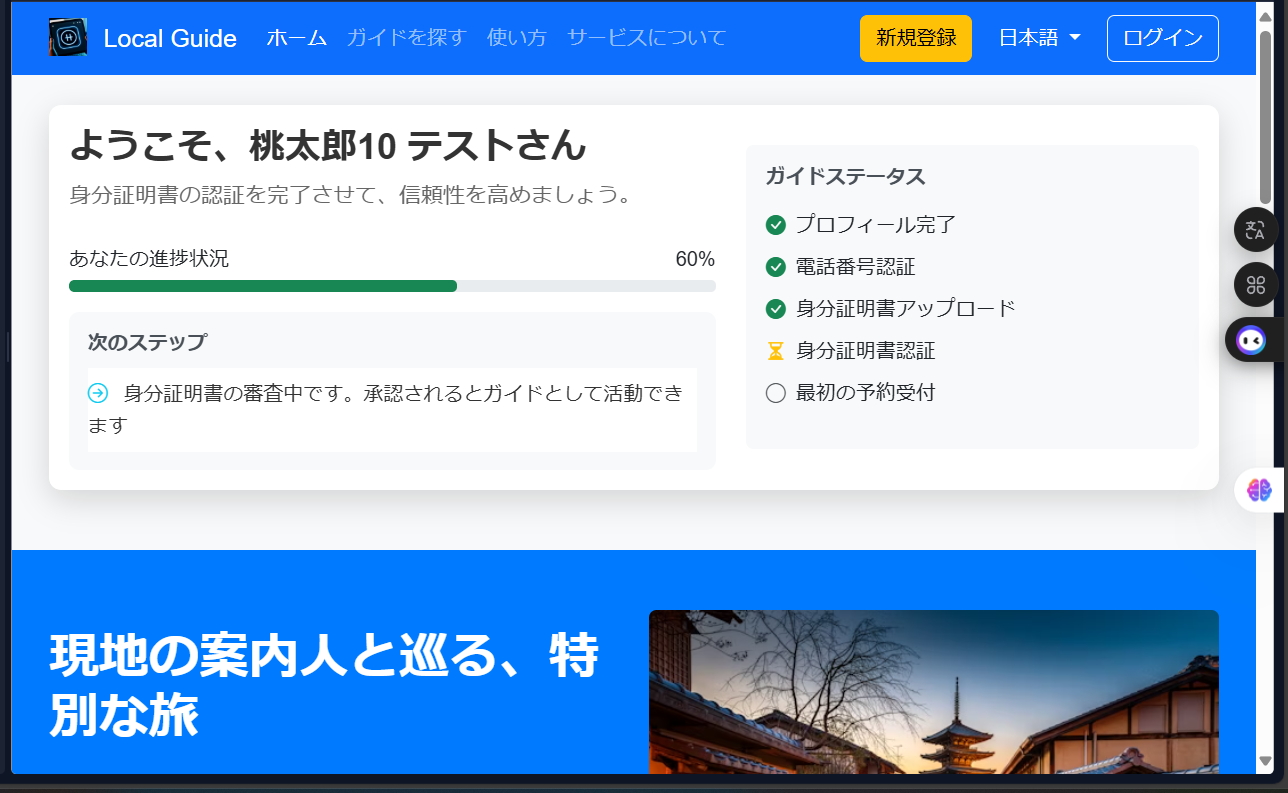 Local Guide ホーム ガイドを探す 使い方 サービスについて 新規登録 日本語 ログイン
ようこそ、桃太郎10 テストさん
身分証明書の認証を完了させて、信頼性を高めましょう。
あなたの進捗状況 60%
次のステップ
身分証明書の審査中です。承認されるとガイドとして活動でき
ます
ガイドステータス
プロフィール完了
電話番号認証
身分証明書アップロード
身分証明書認証
最初の予約受付
現地の案内人と巡る、特
別な旅